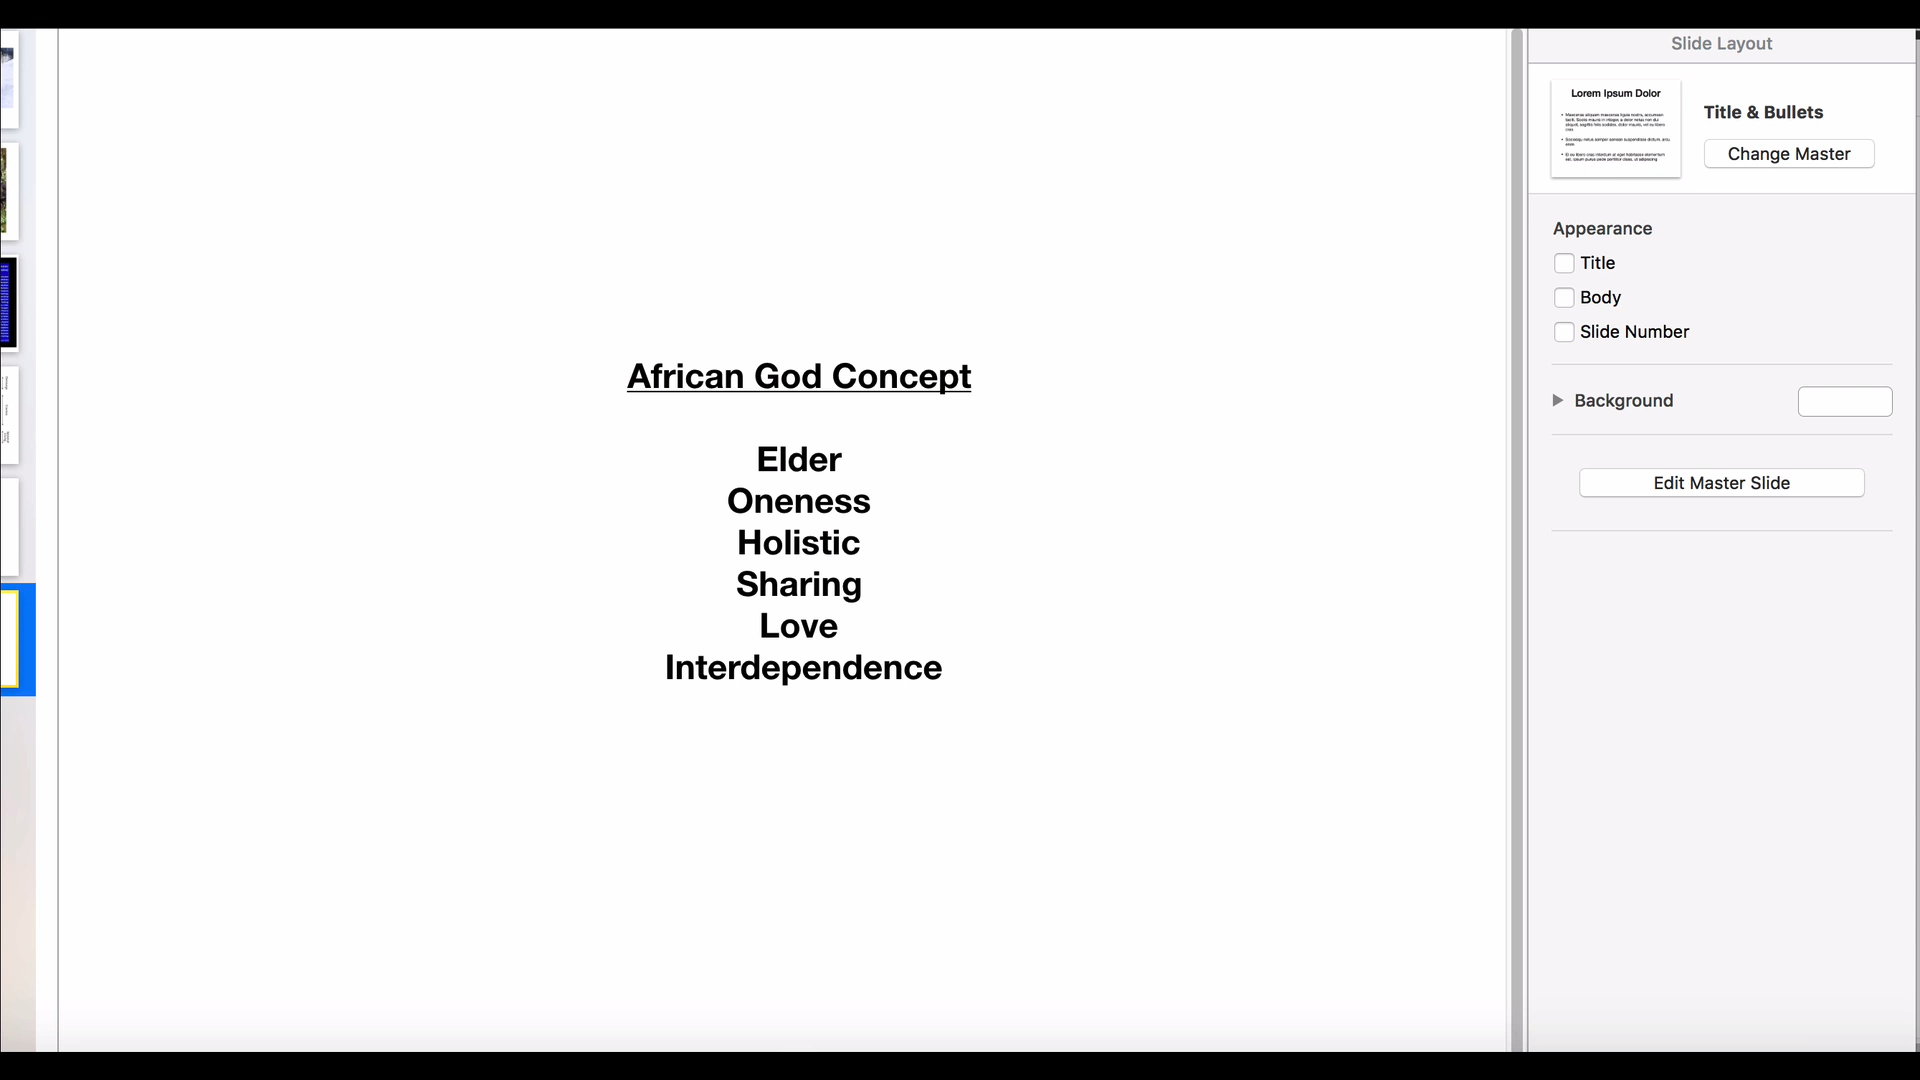 Slide Layout
Lorem Ipsum Dolor
Title & Bullets
Change Master
Appearance
Title
Body
Slide Number
Background
Edit Master Slide
African God Concept
Elder
Oneness
Holistic
Sharing
Love
Interdependence